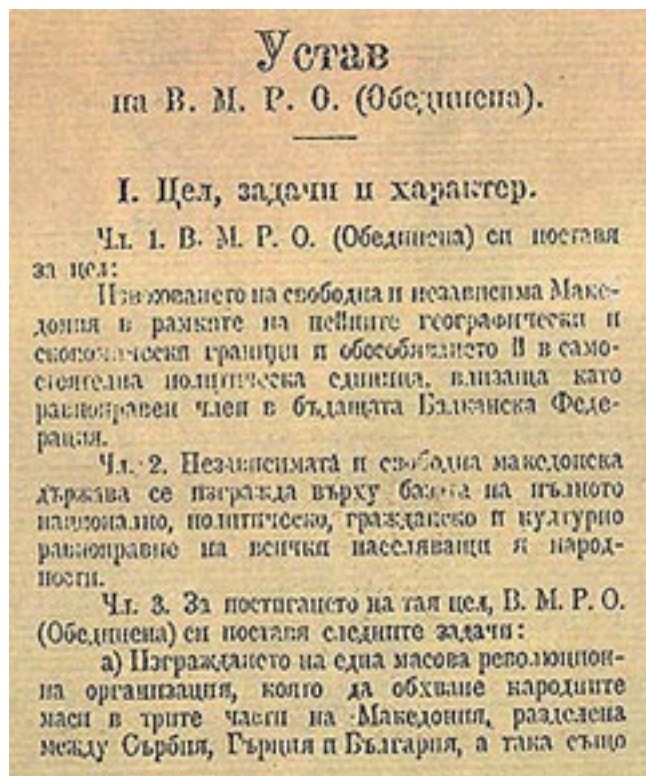 Устав
на В. М. Р. О. (Обединена).
I. Цел, задачи и характер.
Чл. 1. В. М. Р. О. (Обединена) си поставя
за цел:
Извоюването на свободна и независима Маке-
дония в рамките на нейните географически и
економически граници и обособяването ѝ в само-
стоятелна политическа единица, влизаща като
равноправен член в бъдащата Балканска Феде-
рация.
Чл. 2. Независимата и свободна македонска
държава се изгражда върху базата на пълното
национално, политическо, гражданско и културно
равноправие на всички населяващи я народ-
ности.
Чл. 3. За постигането на тая цел, В. М. Р. О.
(Обединена) си поставя следните задачи:
а) Изграждането на една масова революцион-
на организация, която да обхване народните
маси в трите части на Македония, разделена
между Сърбия, Гърция и България, а така също